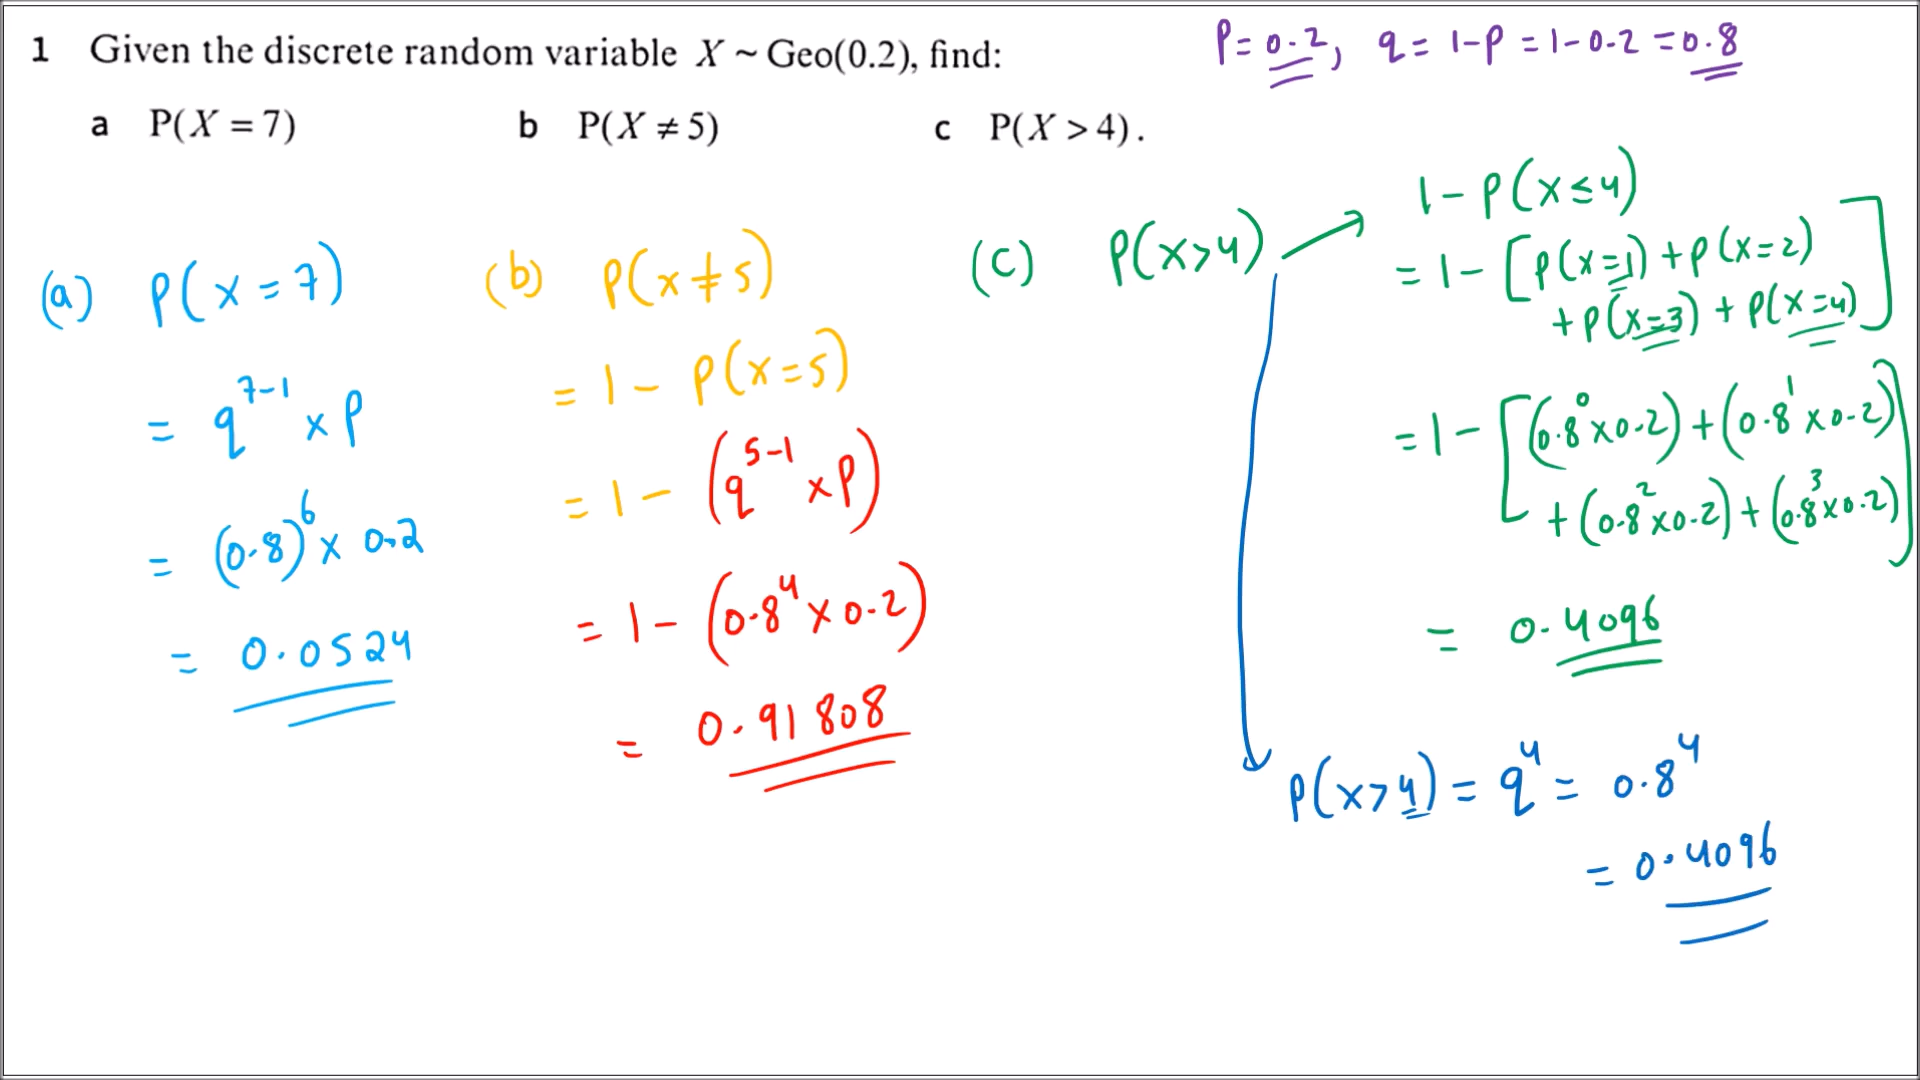 1 Given the discrete random variable X ~ Geo(0.2), find:
P = 0.2, q = 1-P = 1-0.2 = 0.8
a P(X = 7) b P(X ≠ 5) c P(X > 4).
(a) P(x = 7)
= q^(7-1) x P
= (0.8)^6 x 0.2
= 0.0524
(b) P(x ≠ 5)
= 1 - P(x=5)
= 1 - (q^(5-1) x P)
= 1 - (0.8^4 x 0.2)
= 0.91808
(c) P(x>4)
1 - P(x≤4)
= 1 - [P(x=1) + P(x=2)
+ P(x=3) + P(x=4)]
= 1 - [(0.8^0 x 0.2) + (0.8^1 x 0.2)
+ (0.8^2 x 0.2) + (0.8^3 x 0.2)]
= 0.4096
P(x>4) = q^4 = 0.8^4
= 0.4096